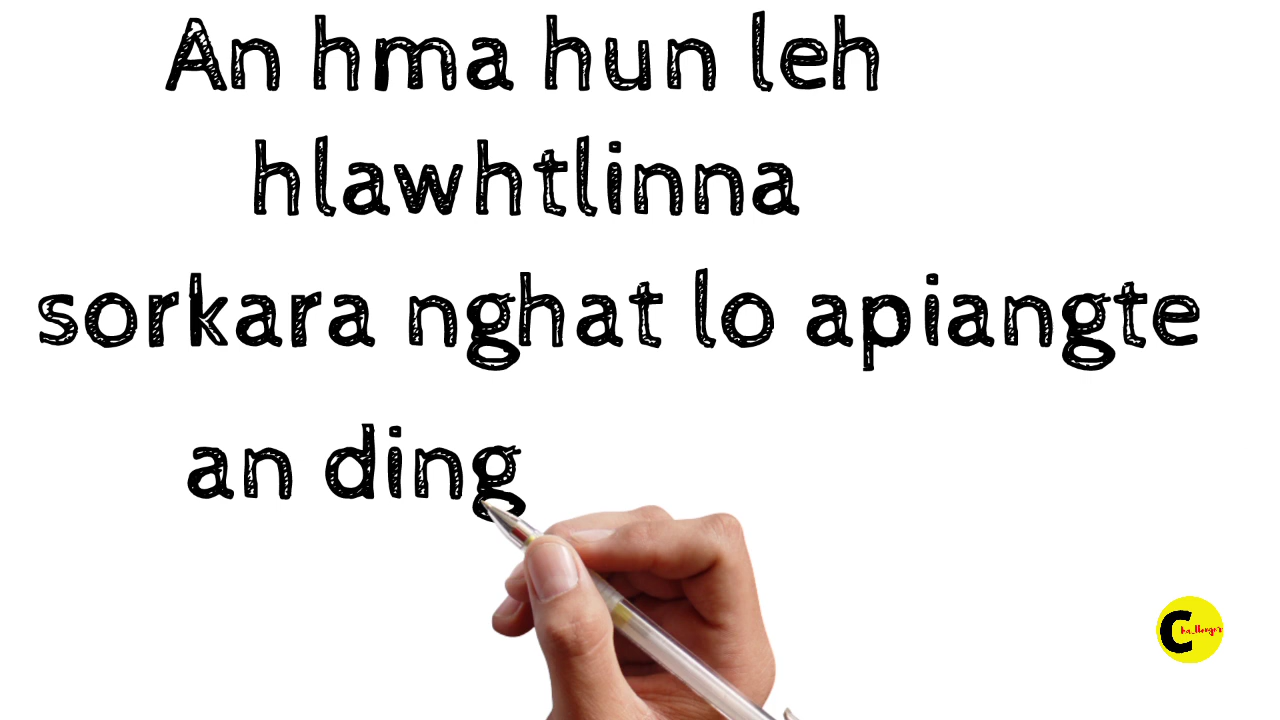 An hma hun leh
hlawhtlinna
sorkara nghat lo apiangte
an ding